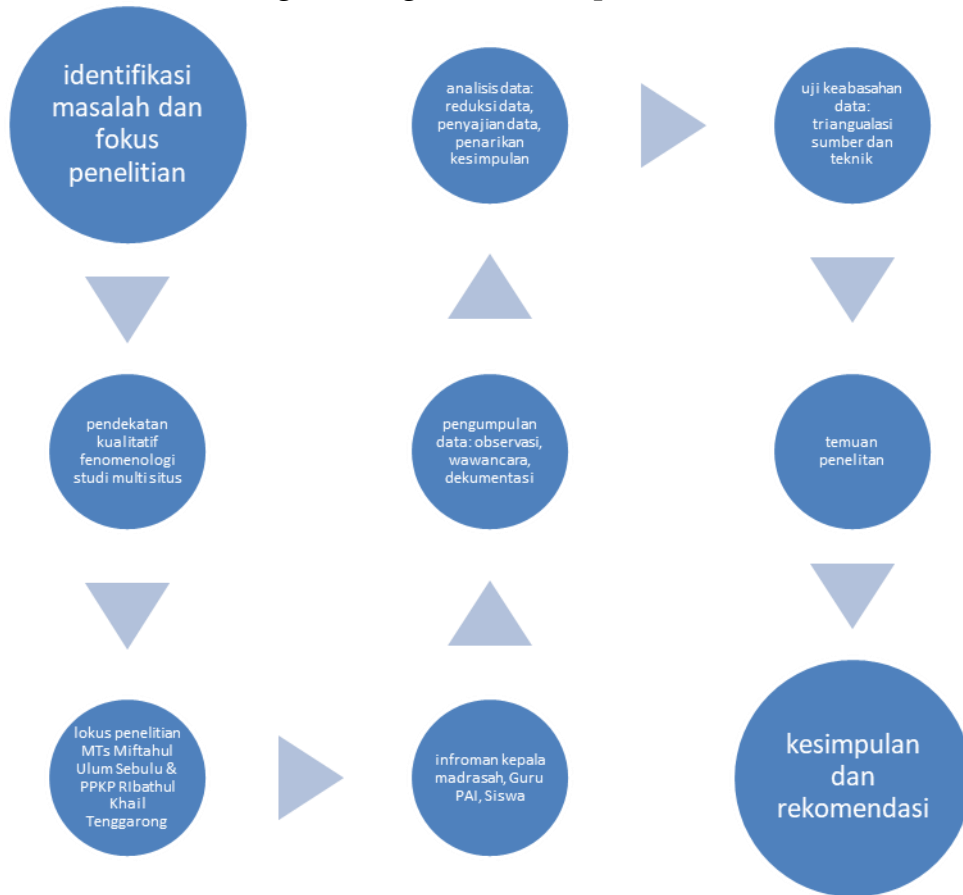 identifikasi
masalah dan
fokus
penelitian
pendekatan
kualitatif
fenomenologi
studi multi situs
lokus penelitian
MTs Miftahul
Ulum Sebulu &
PPKP RIbathul
Khail
Tenggarong
infroman kepala
madrasah, Guru
PAI, Siswa
pengumpulan
data: observasi,
wawancara,
dokumentasi
analisis data:
reduksi data,
penyajian data,
penarikan
kesimpulan
uji keabasahan
data:
triangualasi
sumber dan
teknik
temuan
penelitan
kesimpulan
dan
rekomendasi